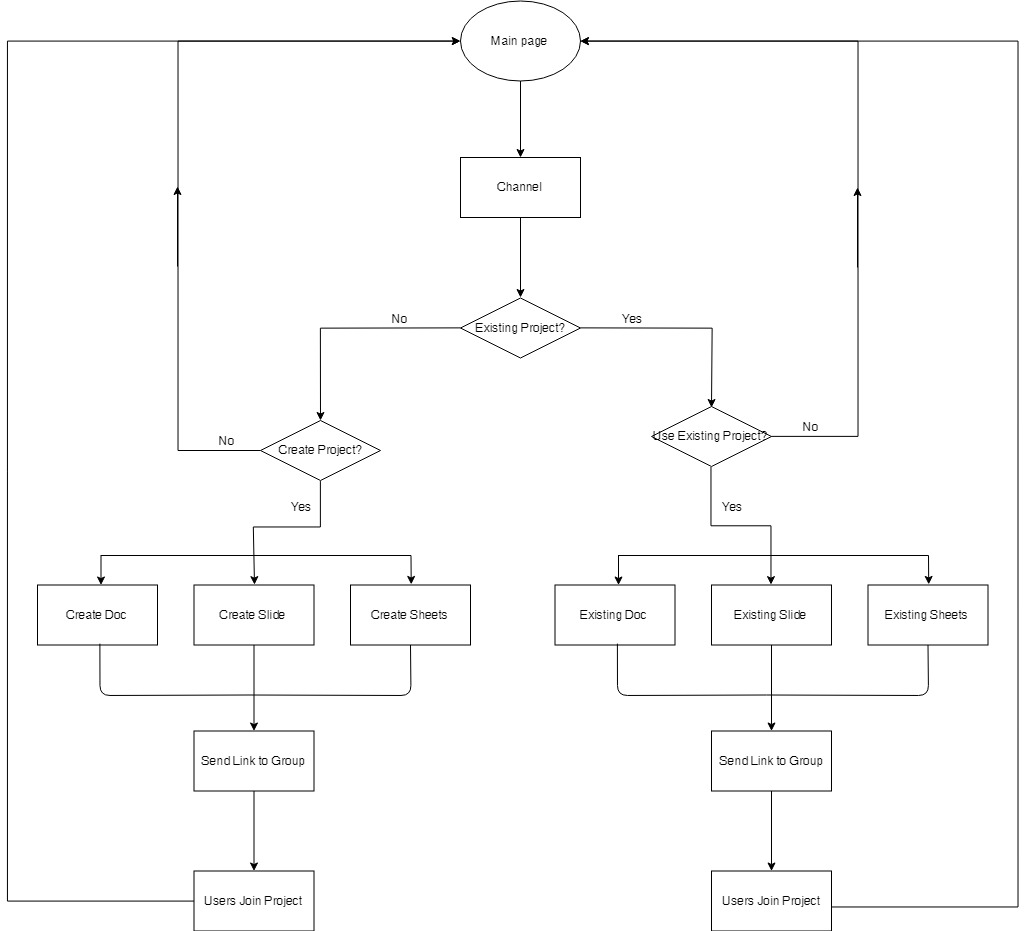 Main page
Channel
No
Existing Project?
Yes
No
Create Project?
Use Existing Project?
No
Yes
Yes
Create Doc
Create Slide
Create Sheets
Existing Doc
Existing Slide
Existing Sheets
Send Link to Group
Send Link to Group
Users Join Project
Users Join Project